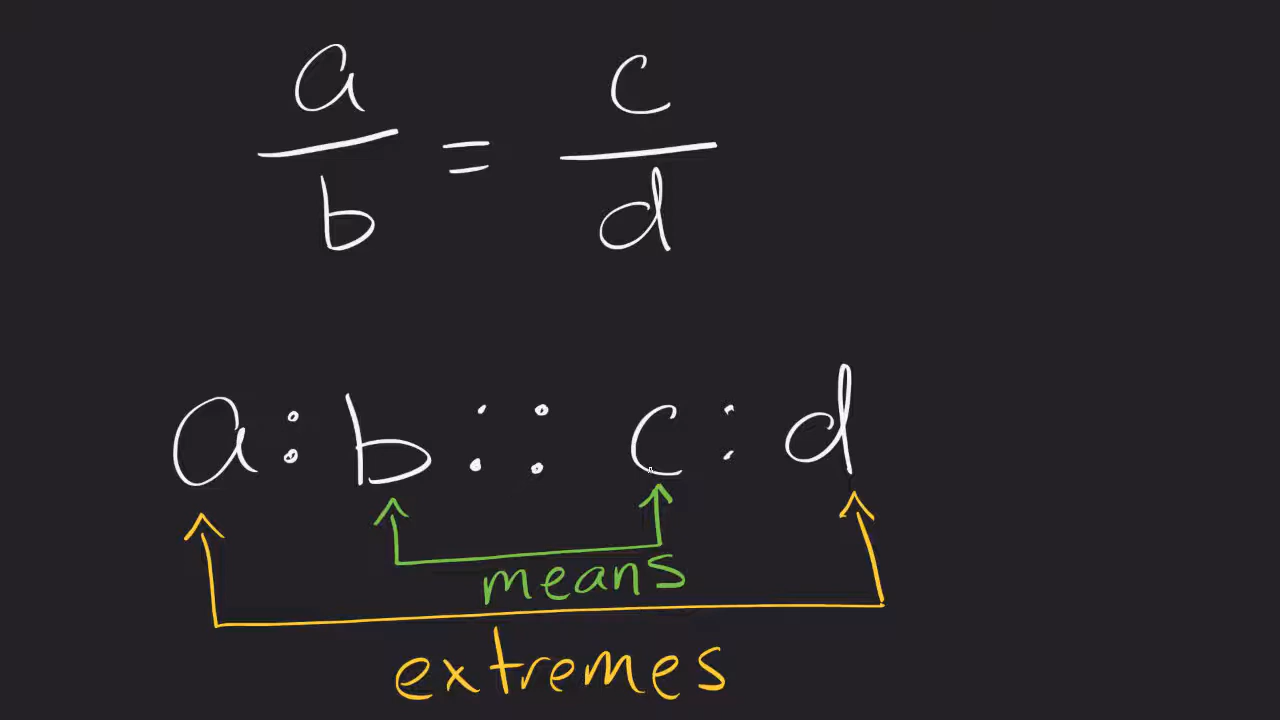 a/b = c/d
a : b :: c : d
means
extremes